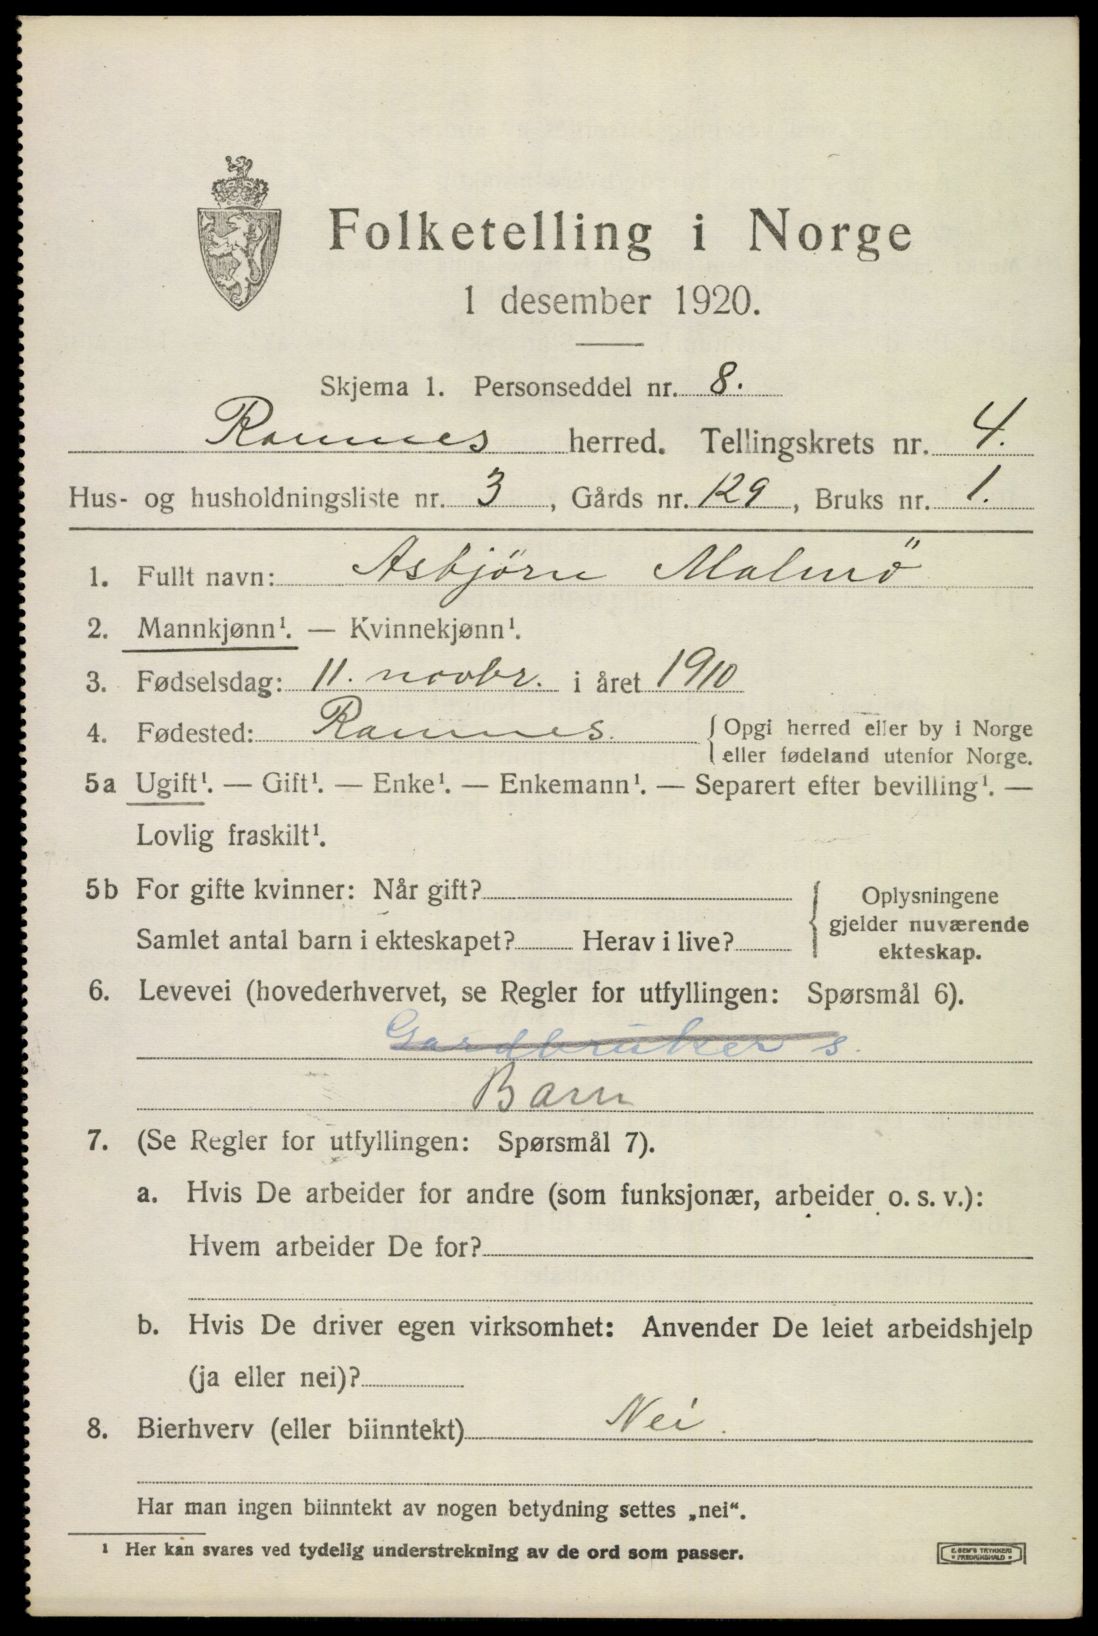 Folketelling i Norge
1 desember 1920.
Skjema 1. Personseddel nr. 8.
Ramnes herred. Tellingskrets nr. 4.
Hus- og husholdningsliste nr. 3, Gårds nr. 129, Bruks nr. 1.
1. Fullt navn: Asbjørn Malmö
2. Mannkjønn¹. — Kvinnekjønn¹.
3. Fødselsdag: 11. novbr. i året 1910
4. Fødested: Ramnes. { Opgi herred eller by i Norge
eller fødeland utenfor Norge.
5a Ugift¹. — Gift¹. — Enke¹. — Enkemann¹. — Separert efter bevilling¹. —
Lovlig fraskilt¹.
5b For gifte kvinner: Når gift?
Samlet antal barn i ekteskapet? Herav i live?
{ Oplysningene
gjelder nuværende
ekteskap.
6. Levevei (hovederhvervet, se Regler for utfyllingen: Spørsmål 6).
Gardbruker s.
Barn
7. (Se Regler for utfyllingen: Spørsmål 7).
a. Hvis De arbeider for andre (som funksjonær, arbeider o. s. v.):
Hvem arbeider De for?
b. Hvis De driver egen virksomhet: Anvender De leiet arbeidshjelp
(ja eller nei)?
8. Bierhverv (eller biinntekt) Nei.
Har man ingen biinntekt av nogen betydning settes „nei“.
¹ Her kan svares ved tydelig understrekning av de ord som passer.
E. SEM'S TRYKKERI
• FREDRIKSHALD •